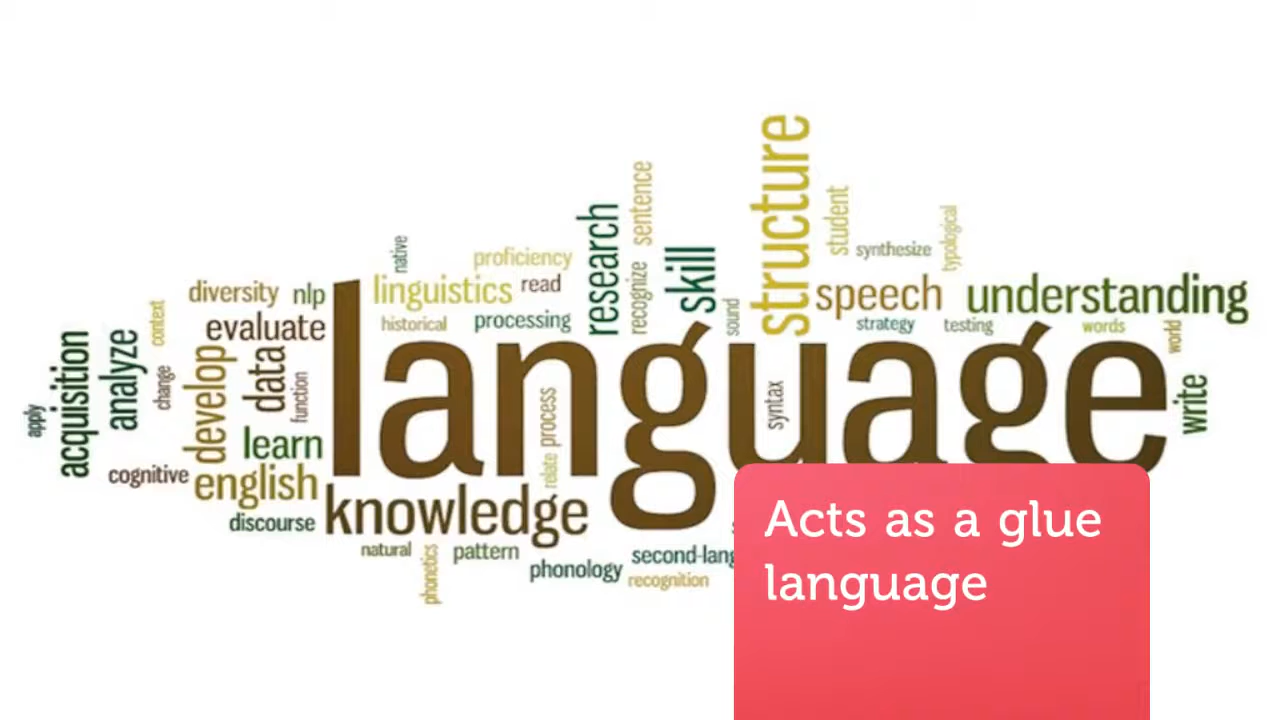 structure
sentence
student
research
native
typological
synthesize
proficiency
skill
recognize
read
linguistics
diversity
nlp
speech
understanding
sound
context
evaluate
historical
processing
strategy
testing
words
world
acquisition
analyze
develop
data
change
function
language
process
relate
syntax
write
apply
learn
cognitive
english
knowledge
discourse
natural
pattern
phonetics
phonology
second-lang
recognition
Acts as a glue
language